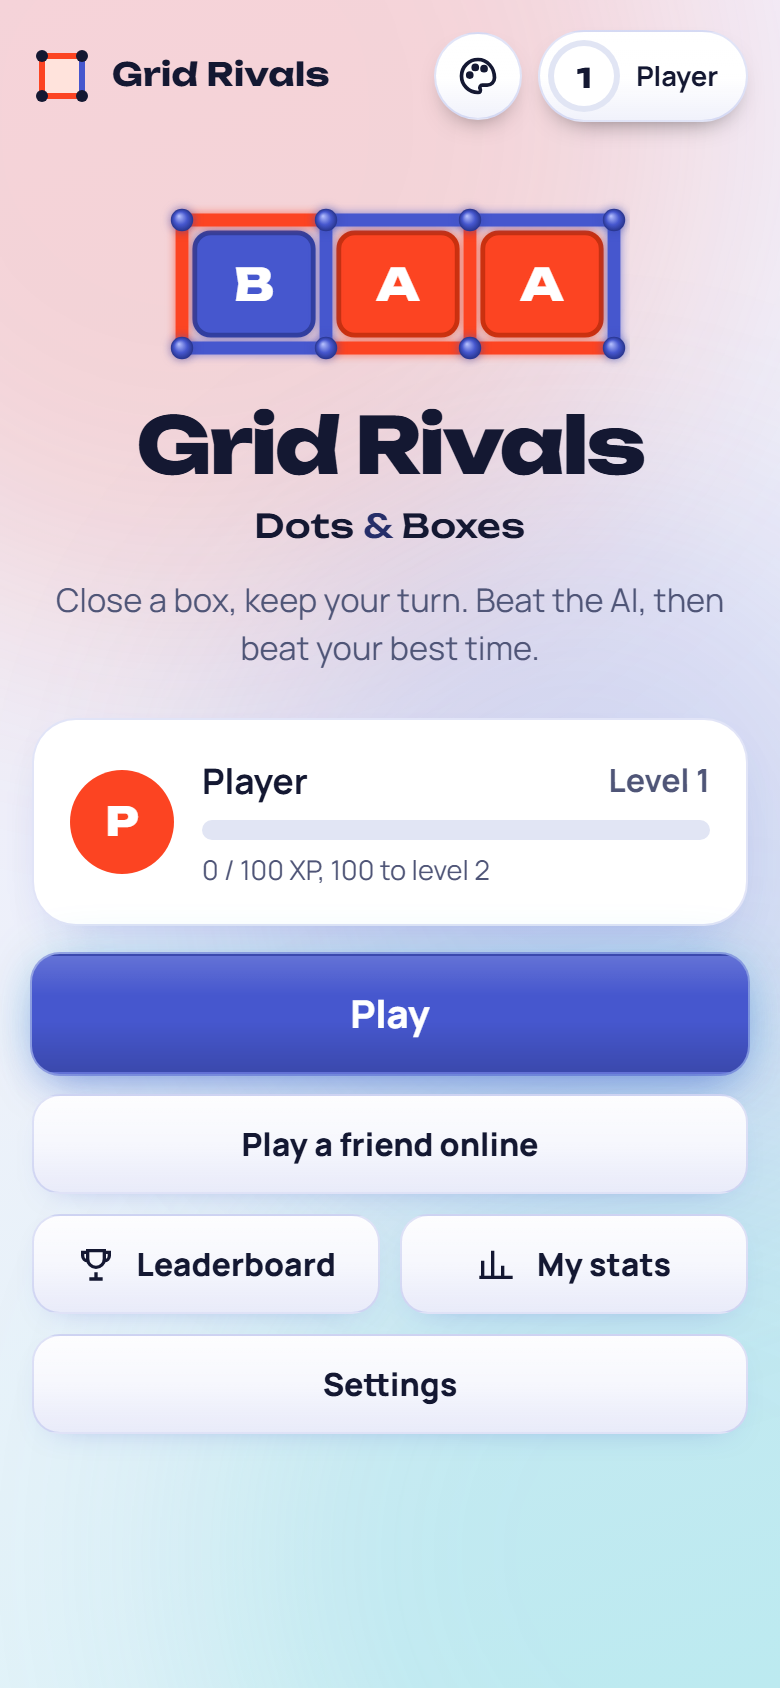 Grid Rivals
1 Player
B A A
Grid Rivals
Dots & Boxes
Close a box, keep your turn. Beat the AI, then
beat your best time.
P
Player Level 1
0 / 100 XP, 100 to level 2
Play
Play a friend online
Leaderboard My stats
Settings